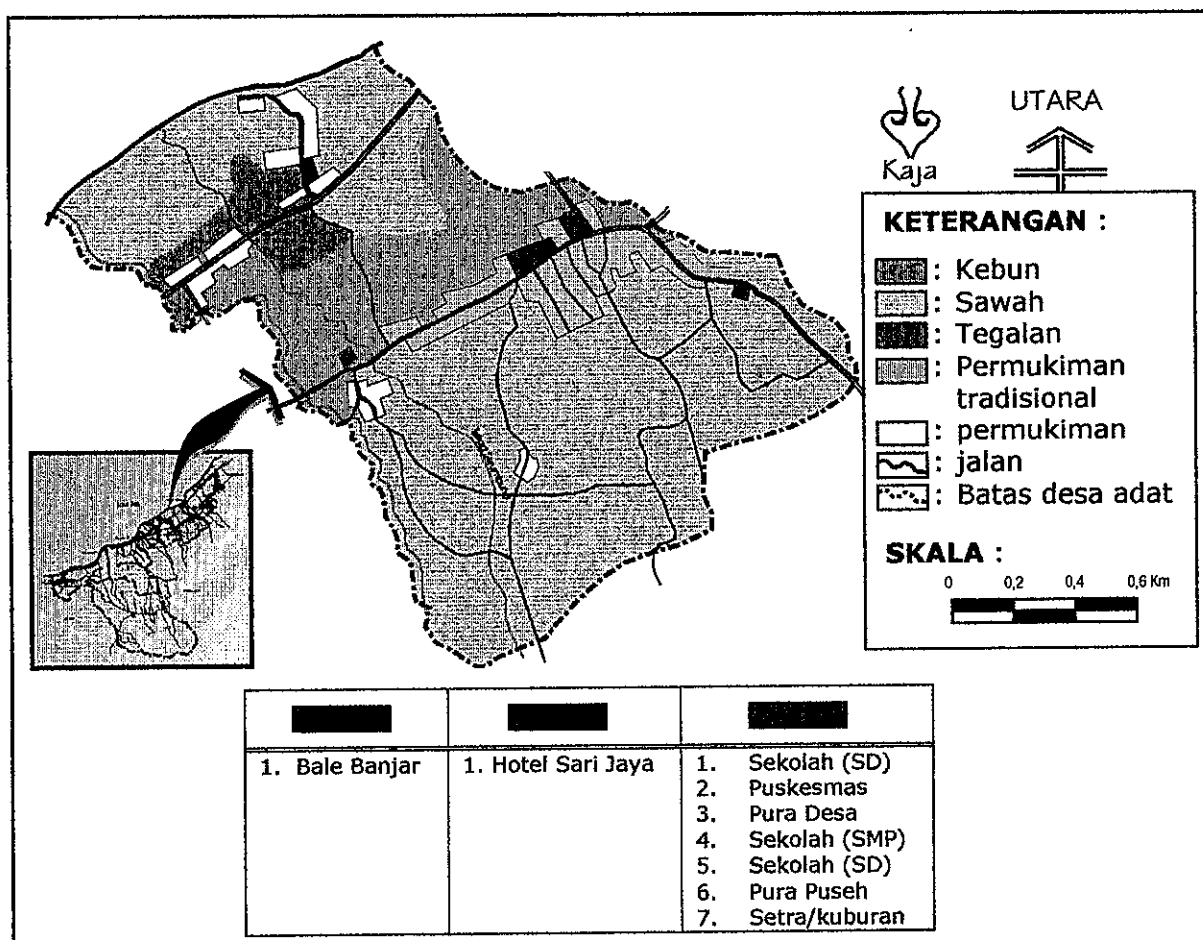 UTARA
Kaja
KETERANGAN :
: Kebun
: Sawah
: Tegalan
: Permukiman
tradisional
: permukiman
: jalan
: Batas desa adat
SKALA :
0 0,2 0,4 0,6 Km
1. Bale Banjar
1. Hotel Sari Jaya
1. Sekolah (SD)
2. Puskesmas
3. Pura Desa
4. Sekolah (SMP)
5. Sekolah (SD)
6. Pura Puseh
7. Setra/kuburan